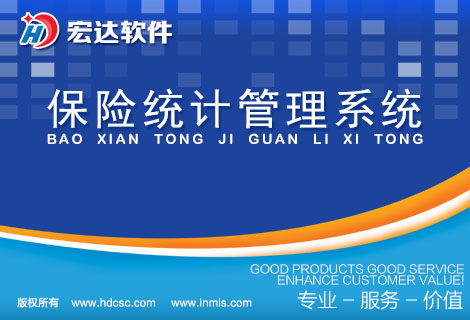 HD 宏达软件
保险统计管理系统
BAO XIAN TONG JI GUAN LI XI TONG
GOOD PRODUCTS GOOD SERVICE
ENHANCE CUSTOMER VALUE!
版权所有 www.hdcsc.com www.inmis.com
专业 – 服务 – 价值